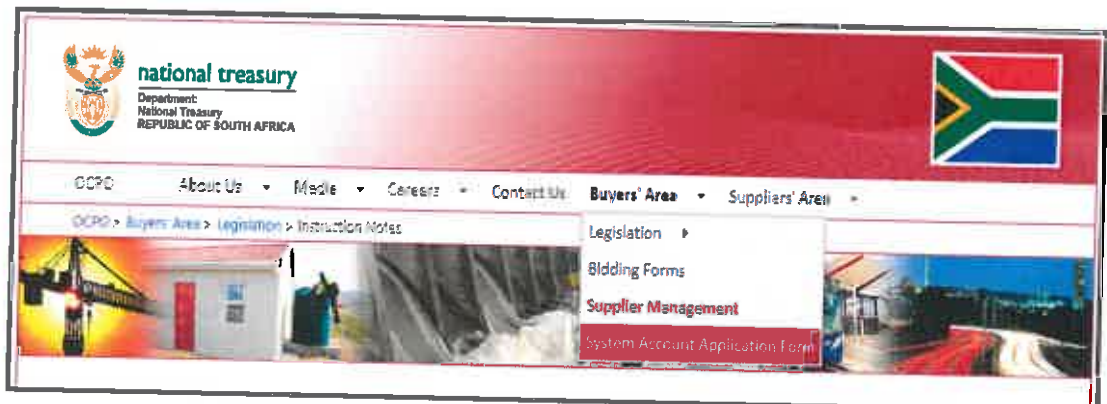 national treasury
Department:
National Treasury
REPUBLIC OF SOUTH AFRICA
OCPO About Us Media Careers Contact Us Buyers' Area Suppliers' Area
OCPO > Buyers Area > Legislation > Instruction Notes
Legislation
Bidding Forms
Supplier Management
System Account Application Form